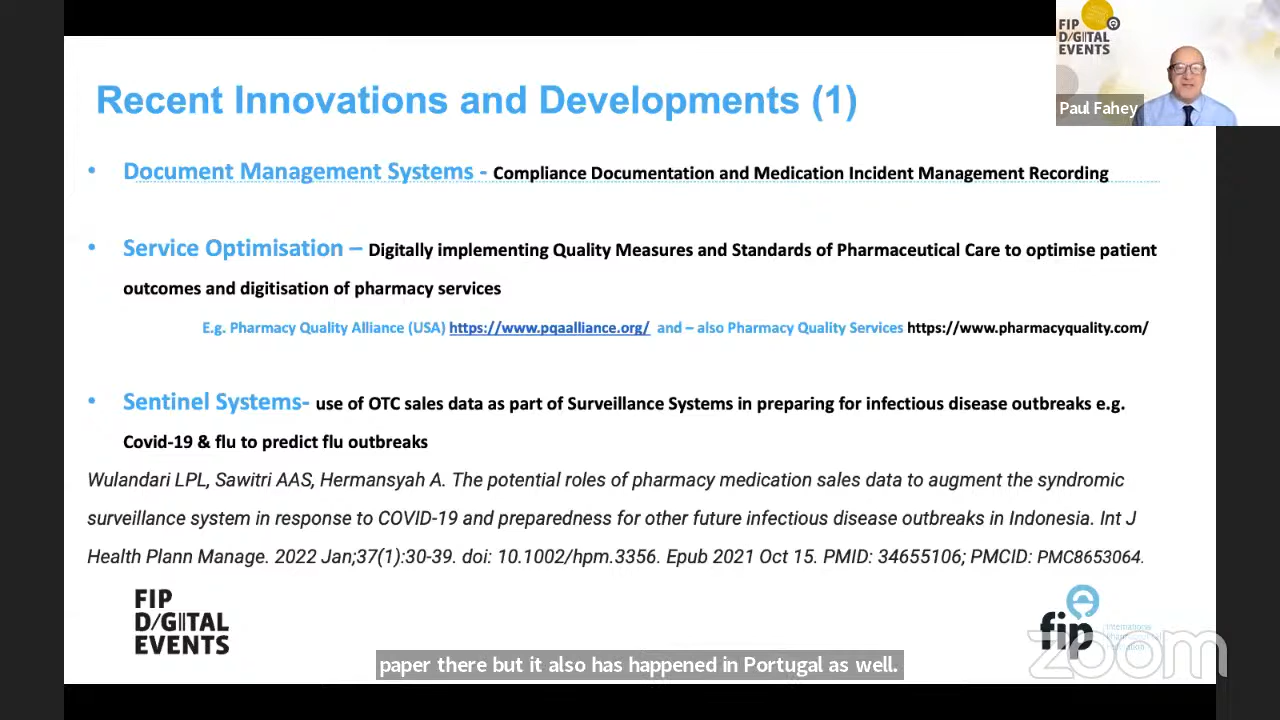 FIP
D/GITAL
EVENTS
Paul Fahey
Recent Innovations and Developments (1)
• Document Management Systems - Compliance Documentation and Medication Incident Management Recording
• Service Optimisation – Digitally implementing Quality Measures and Standards of Pharmaceutical Care to optimise patient
outcomes and digitisation of pharmacy services
E.g. Pharmacy Quality Alliance (USA) https://www.pqaalliance.org/ and – also Pharmacy Quality Services https://www.pharmacyquality.com/
• Sentinel Systems- use of OTC sales data as part of Surveillance Systems in preparing for infectious disease outbreaks e.g.
Covid-19 & flu to predict flu outbreaks
Wulandari LPL, Sawitri AAS, Hermansyah A. The potential roles of pharmacy medication sales data to augment the syndromic
surveillance system in response to COVID-19 and preparedness for other future infectious disease outbreaks in Indonesia. Int J
Health Plann Manage. 2022 Jan;37(1):30-39. doi: 10.1002/hpm.3356. Epub 2021 Oct 15. PMID: 34655106; PMCID: PMC8653064.
FIP
D/GITAL
EVENTS
fip
International
zoom
paper there but it also has happened in Portugal as well.